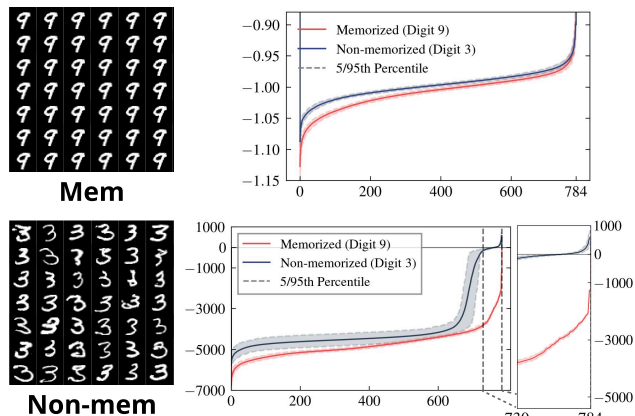 Mem
−0.90
−0.95
−1.00
−1.05
−1.10
−1.15
Memorized (Digit 9)
Non-memorized (Digit 3)
5/95th Percentile
0 200 400 600 784
Non-mem
1000
0
−1000
−3000
−4000
−5000
−7000
Memorized (Digit 9)
Non-memorized (Digit 3)
5/95th Percentile
0 200 400 600
1000
0
−1000
−3000
−5000